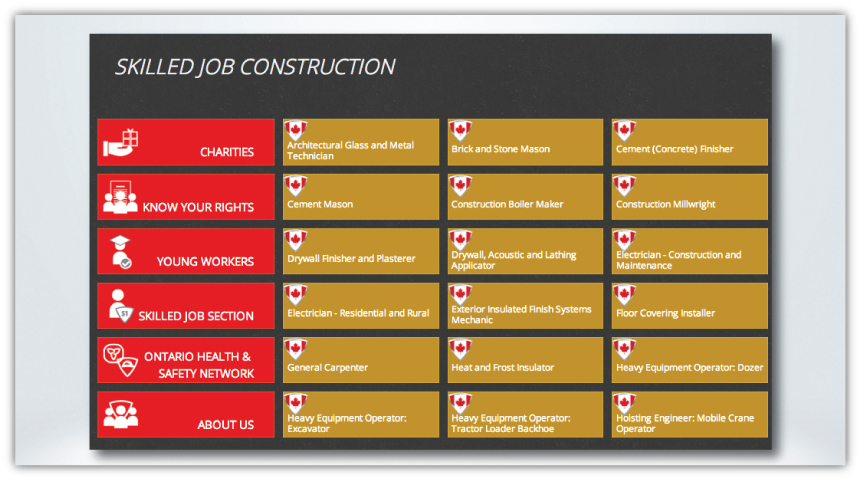 SKILLED JOB CONSTRUCTION
CHARITIES
Architectural Glass and Metal
Technician
Brick and Stone Mason
Cement (Concrete) Finisher
KNOW YOUR RIGHTS
Cement Mason
Construction Boiler Maker
Construction Millwright
YOUNG WORKERS
Drywall Finisher and Plasterer
Drywall, Acoustic and Lathing
Applicator
Electrician - Construction and
Maintenance
$1
SKILLED JOB SECTION
Electrician - Residential and Rural
Exterior Insulated Finish Systems
Mechanic
Floor Covering Installer
ONTARIO HEALTH &
SAFETY NETWORK
General Carpenter
Heat and Frost Insulator
Heavy Equipment Operator: Dozer
ABOUT US
Heavy Equipment Operator:
Excavator
Heavy Equipment Operator:
Tractor Loader Backhoe
Hoisting Engineer: Mobile Crane
Operator